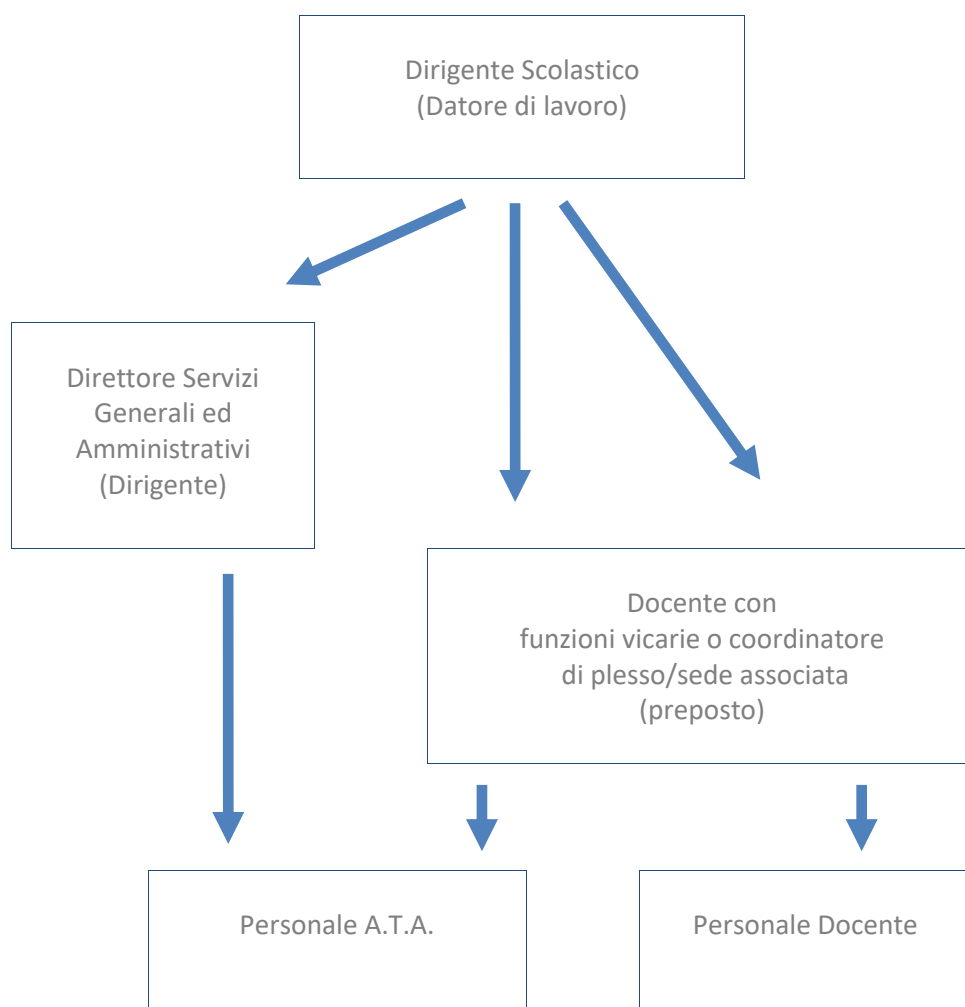 Dirigente Scolastico
(Datore di lavoro)
Direttore Servizi
Generali ed
Amministrativi
(Dirigente)
Docente con
funzioni vicarie o coordinatore
di plesso/sede associata
(preposto)
Personale A.T.A.
Personale Docente